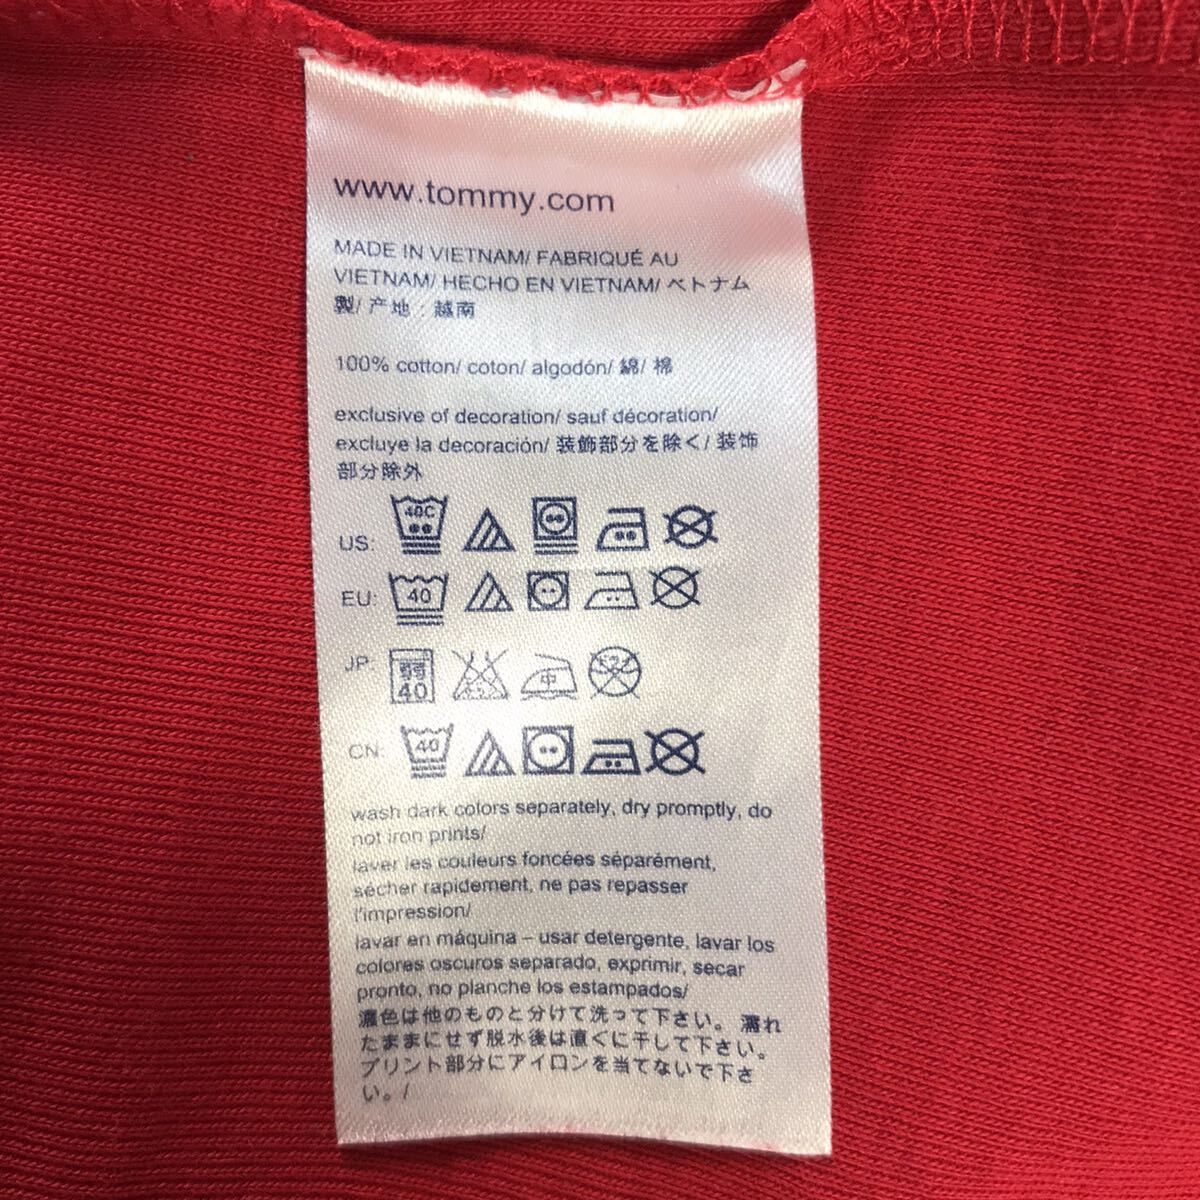 www.tommy.com
MADE IN VIETNAM/ FABRIQUÉ AU
VIETNAM/ HECHO EN VIETNAM/ ベトナム
製/ 产地 : 越南
100% cotton/ coton/ algodón/ 綿/ 棉
exclusive of decoration/ sauf décoration/
excluye la decoración/ 装飾部分を除く/ 装饰
部分除外
US: 40C
EU: 40
JP: 弱 40 中
CN: 40
wash dark colors separately, dry promptly, do
not iron prints/
laver les couleurs foncées séparément,
sécher rapidement, ne pas repasser
l'impression/
lavar en máquina – usar detergente, lavar los
colores oscuros separado, exprimir, secar
pronto, no planche los estampados/
濃色は他のものと分けて洗って下さい。濡れ
たままにせず脱水後は直ぐに干して下さい。
プリント部分にアイロンを当てないで下さ
い。/